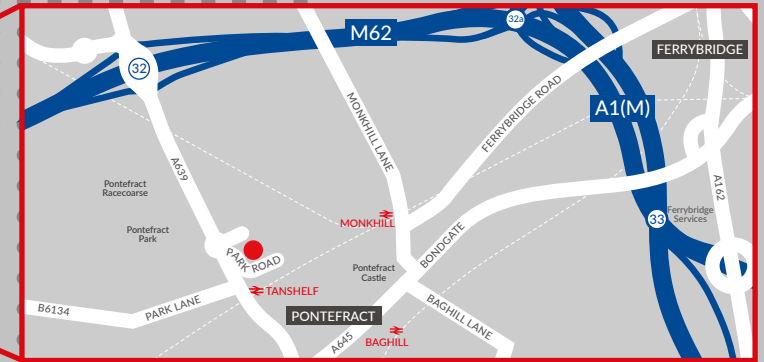 32a
M62
FERRYBRIDGE
32
A1(M)
MONKHILL LANE
FERRYBRIDGE ROAD
A639
Pontefract
Racecoarse
A162
MONKHILL
Ferrybridge
Services
33
Pontefract
Park
BONDGATE
PARK ROAD
Pontefract
Castle
TANSHELF
B6134
PARK LANE
PONTEFRACT
BAGHILL LANE
A645
BAGHILL